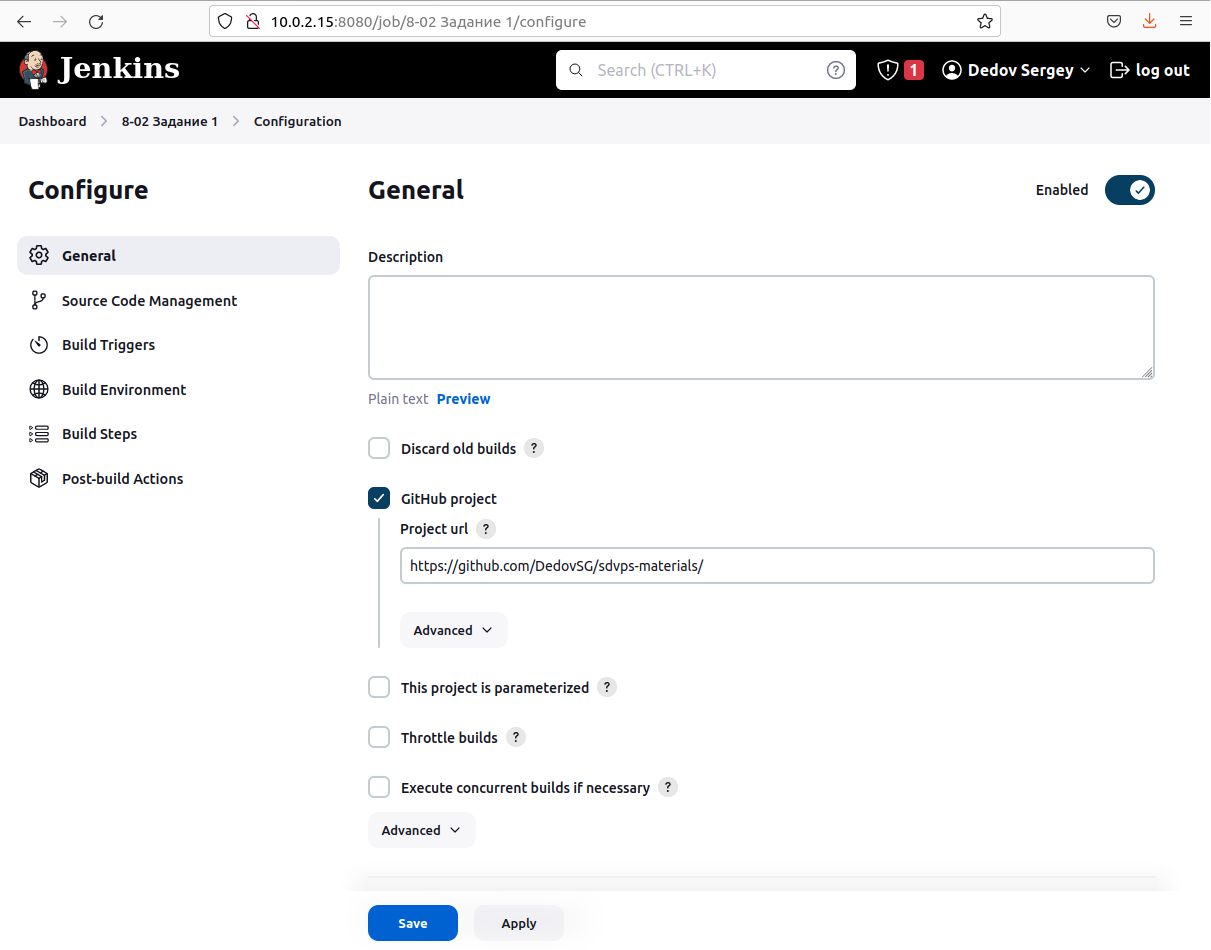 10.0.2.15:8080/job/8-02 Задание 1/configure
Jenkins
Search (CTRL+K)
?
1
Dedov Sergey
log out
Dashboard
8-02 Задание 1
Configuration
Configure
General
Source Code Management
Build Triggers
Build Environment
Build Steps
Post-build Actions
General
Enabled
Description
Plain text Preview
Discard old builds ?
GitHub project
Project url ?
https://github.com/DedovSG/sdvps-materials/
Advanced
This project is parameterized ?
Throttle builds ?
Execute concurrent builds if necessary ?
Advanced
Save
Apply